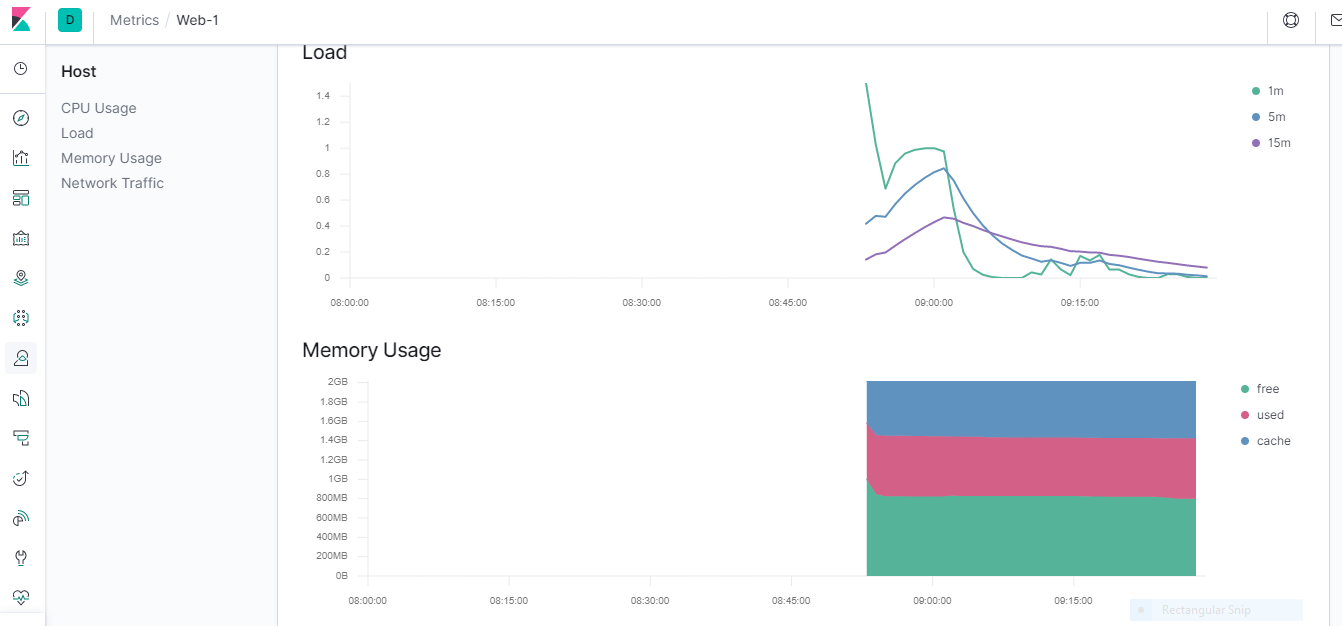 D Metrics / Web-1
Host
CPU Usage
Load
Memory Usage
Network Traffic
Load
1.4
1.2
1
0.8
0.6
0.4
0.2
0
08:00:00 08:15:00 08:30:00 08:45:00 09:00:00 09:15:00
1m
5m
15m
Memory Usage
2GB
1.8GB
1.6GB
1.4GB
1.2GB
1GB
800MB
600MB
400MB
200MB
0B
08:00:00 08:15:00 08:30:00 08:45:00 09:00:00 09:15:00
free
used
cache
Rectangular Snip